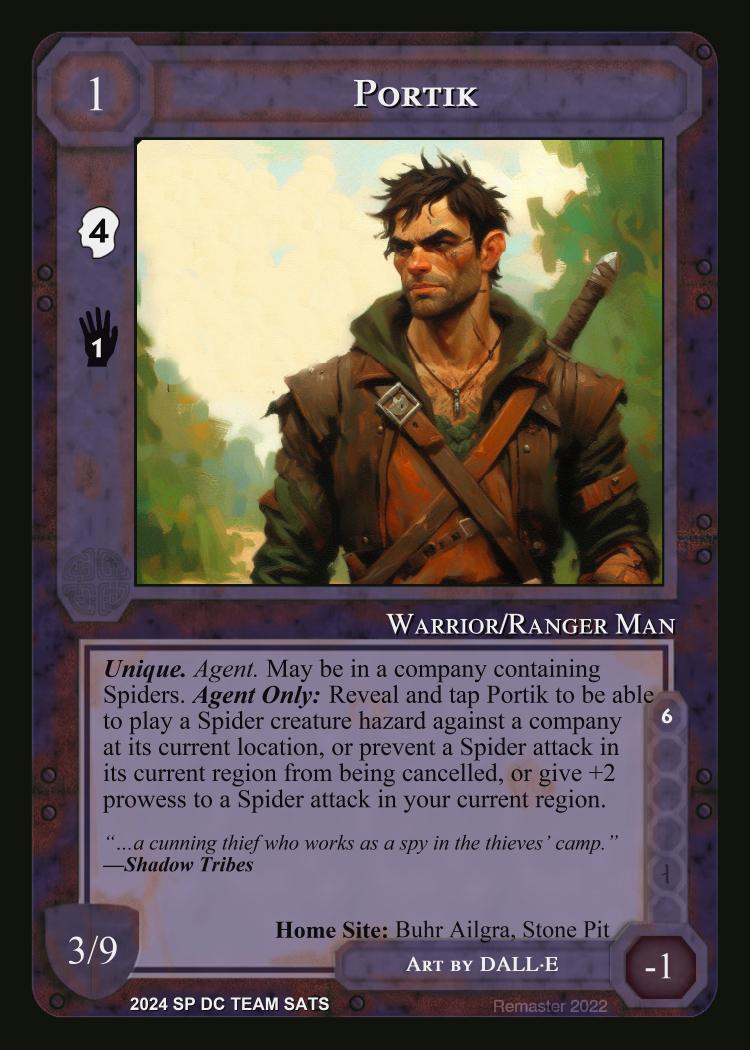 1
Portik
4
1
Warrior/Ranger Man
Unique. Agent. May be in a company containing
Spiders. Agent Only: Reveal and tap Portik to be able
to play a Spider creature hazard against a company
at its current location, or prevent a Spider attack in
its current region from being cancelled, or give +2
prowess to a Spider attack in your current region.
6
“...a cunning thief who works as a spy in the thieves’ camp.”
—Shadow Tribes
Home Site: Buhr Ailgra, Stone Pit
3/9
Art by DALL·E
-1
2024 SP DC TEAM SATS
Remaster 2022